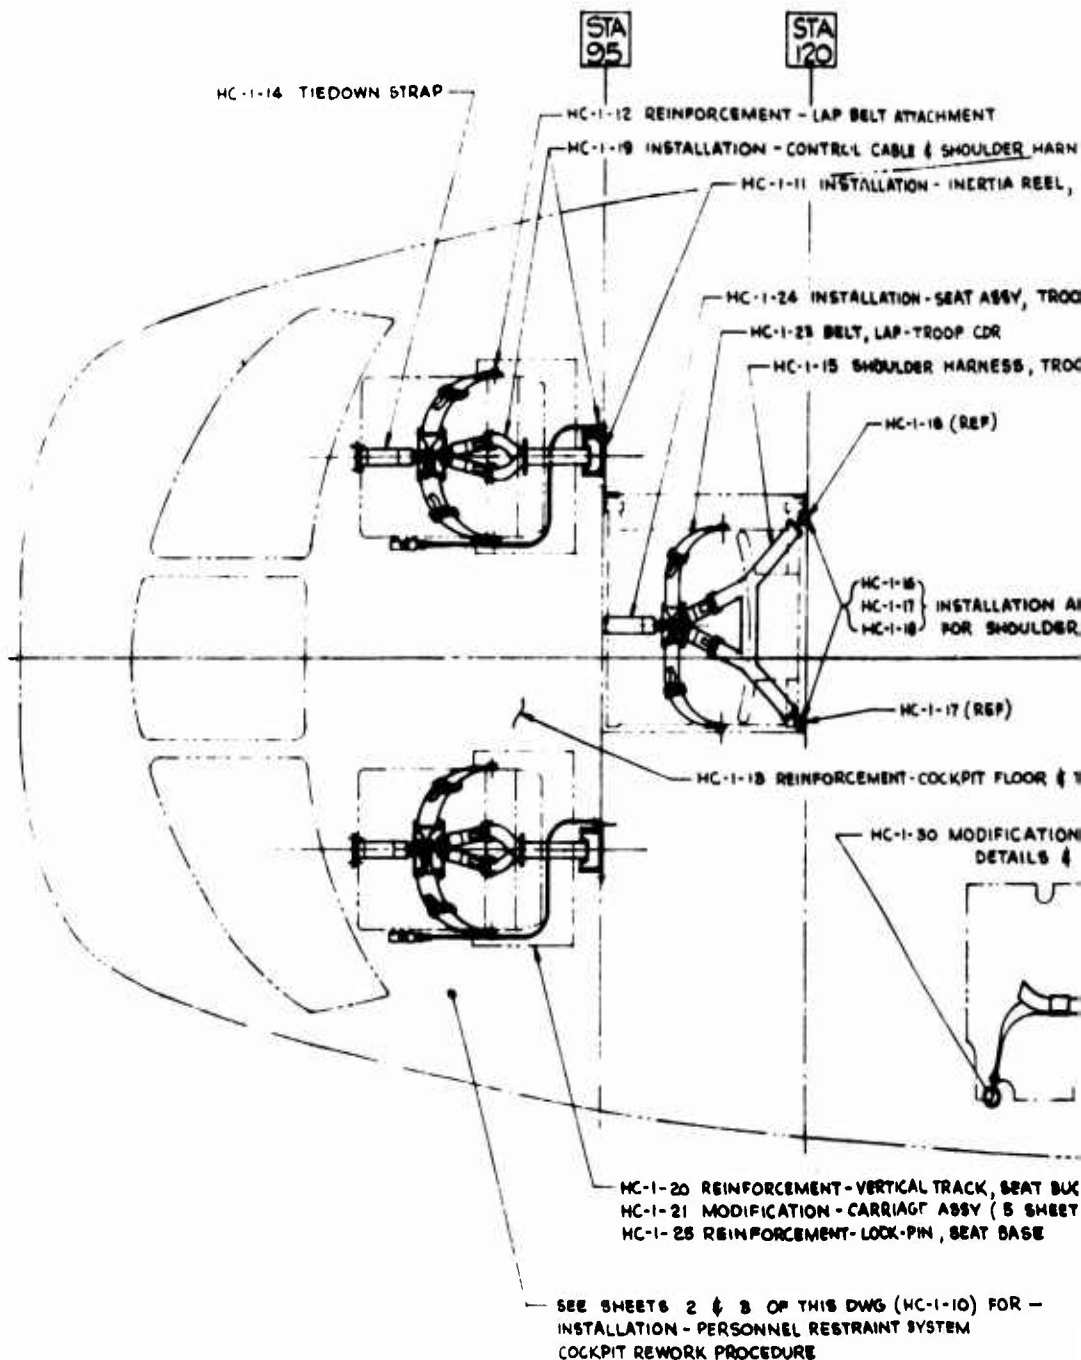 STA
95
STA
120
HC-1-14 TIEDOWN STRAP
HC-1-12 REINFORCEMENT - LAP BELT ATTACHMENT
HC-1-19 INSTALLATION - CONTROL CABLE & SHOULDER HARN
HC-1-11 INSTALLATION - INERTIA REEL,
HC-1-24 INSTALLATION - SEAT ASSY, TROO
HC-1-23 BELT, LAP - TROOP CDR
HC-1-15 SHOULDER HARNESS, TROO
HC-1-18 (REF)
HC-1-16
HC-1-17 INSTALLATION
HC-1-18 FOR SHOULDER
HC-1-17 (REF)
HC-1-13 REINFORCEMENT - COCKPIT FLOOR &
HC-1-30 MODIFICATION
DETAILS &
HC-1-20 REINFORCEMENT - VERTICAL TRACK, SEAT BUC
HC-1-21 MODIFICATION - CARRIAGE ASSY (5 SHEET
HC-1-25 REINFORCEMENT - LOCK-PIN, SEAT BASE
SEE SHEETS 2 & 3 OF THIS DWG (HC-1-10) FOR -
INSTALLATION - PERSONNEL RESTRAINT SYSTEM
COCKPIT REWORK PROCEDURE